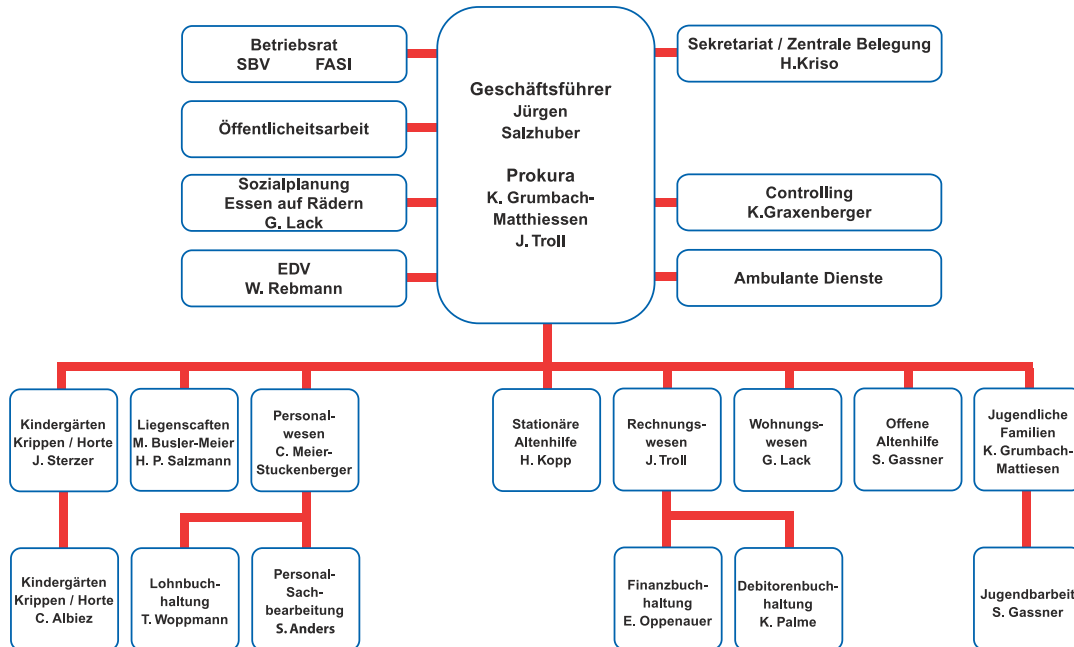 Betriebsrat
SBV FASI
Öffentlicheitsarbeit
Sozialplanung
Essen auf Rädern
G. Lack
EDV
W. Rebmann
Geschäftsführer
Jürgen
Salzhuber
Prokura
K. Grumbach-
Matthiessen
J. Troll
Sekretariat / Zentrale Belegung
H.Kriso
Controlling
K.Graxenberger
Ambulante Dienste
Kindergärten
Krippen / Horte
J. Sterzer
Liegenscaften
M. Busler-Meier
H. P. Salzmann
Personal-
wesen
C. Meier-
Stuckenberger
Stationäre
Altenhilfe
H. Kopp
Rechnungs-
wesen
J. Troll
Wohnungs-
wesen
G. Lack
Offene
Altenhilfe
S. Gassner
Jugendliche
Familien
K. Grumbach-
Mattiesen
Kindergärten
Krippen / Horte
C. Albiez
Lohnbuch-
haltung
T. Woppmann
Personal-
Sach-
bearbeitung
S. Anders
Finanzbuc-
haltung
E. Oppenauer
Debitorenbuc-
haltung
K. Palme
Jugendbarbeit
S. Gassner